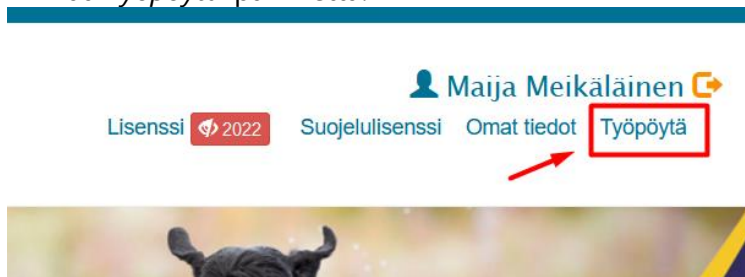 Maija Meikäläinen
Lisenssi 2022 Suojelulisenssi Omat tiedot Työpöytä